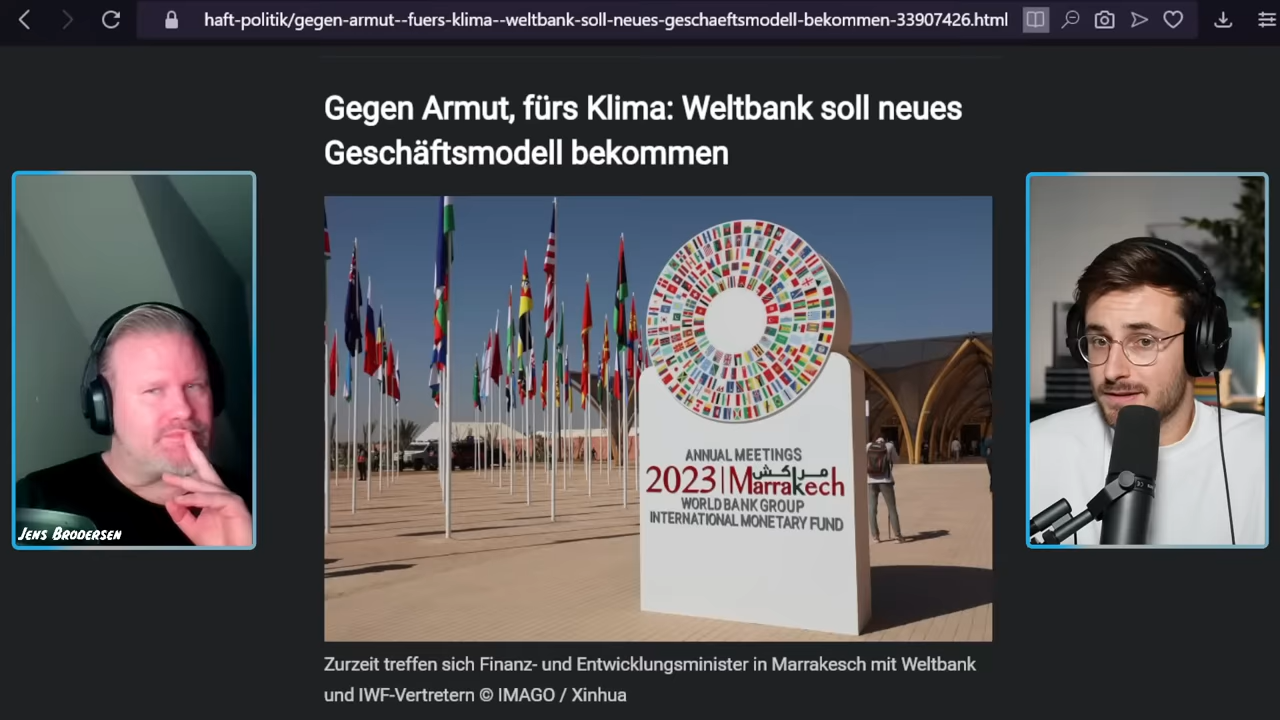 haft-politik/gegen-armut--fuers-klima--weltbank-soll-neues-geschaeftsmodell-bekommen-33907426.html
Gegen Armut, fürs Klima: Weltbank soll neues
Geschäftsmodell bekommen
ANNUAL MEETINGS
2023 | Marrakech مراكش
WORLD BANK GROUP
INTERNATIONAL MONETARY FUND
JENS BRODERSEN
Zurzeit treffen sich Finanz- und Entwicklungsminister in Marrakesch mit Weltbank
und IWF-Vertretern © IMAGO / Xinhua